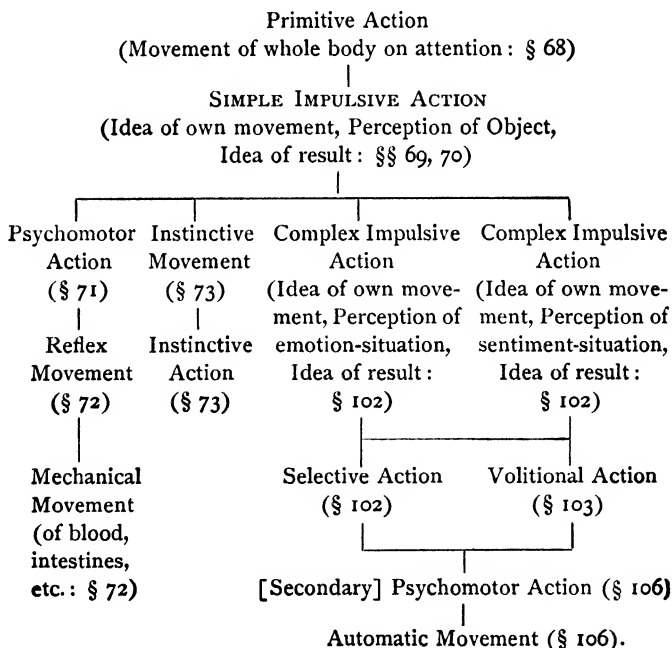 Primitive Action
(Movement of whole body on attention: § 68)
SIMPLE IMPULSIVE ACTION
(Idea of own movement, Perception of Object,
Idea of result: §§ 69, 70)
Psychomotor
Action
(§ 71)
Reflex
Movement
(§ 72)
Mechanical
Movement
(of blood,
intestines,
etc.: § 72)
Instinctive
Movement
(§ 73)
Instinctive
Action
(§ 73)
Complex Impulsive
Action
(Idea of own move-
ment, Perception of
emotion-situation,
Idea of result:
§ 102)
Complex Impulsive
Action
(Idea of own move-
ment, Perception of
sentiment-situation,
Idea of result:
§ 102)
Selective Action
(§ 102)
Volitional Action
(§ 103)
[Secondary] Psychomotor Action (§ 106)
Automatic Movement (§ 106).